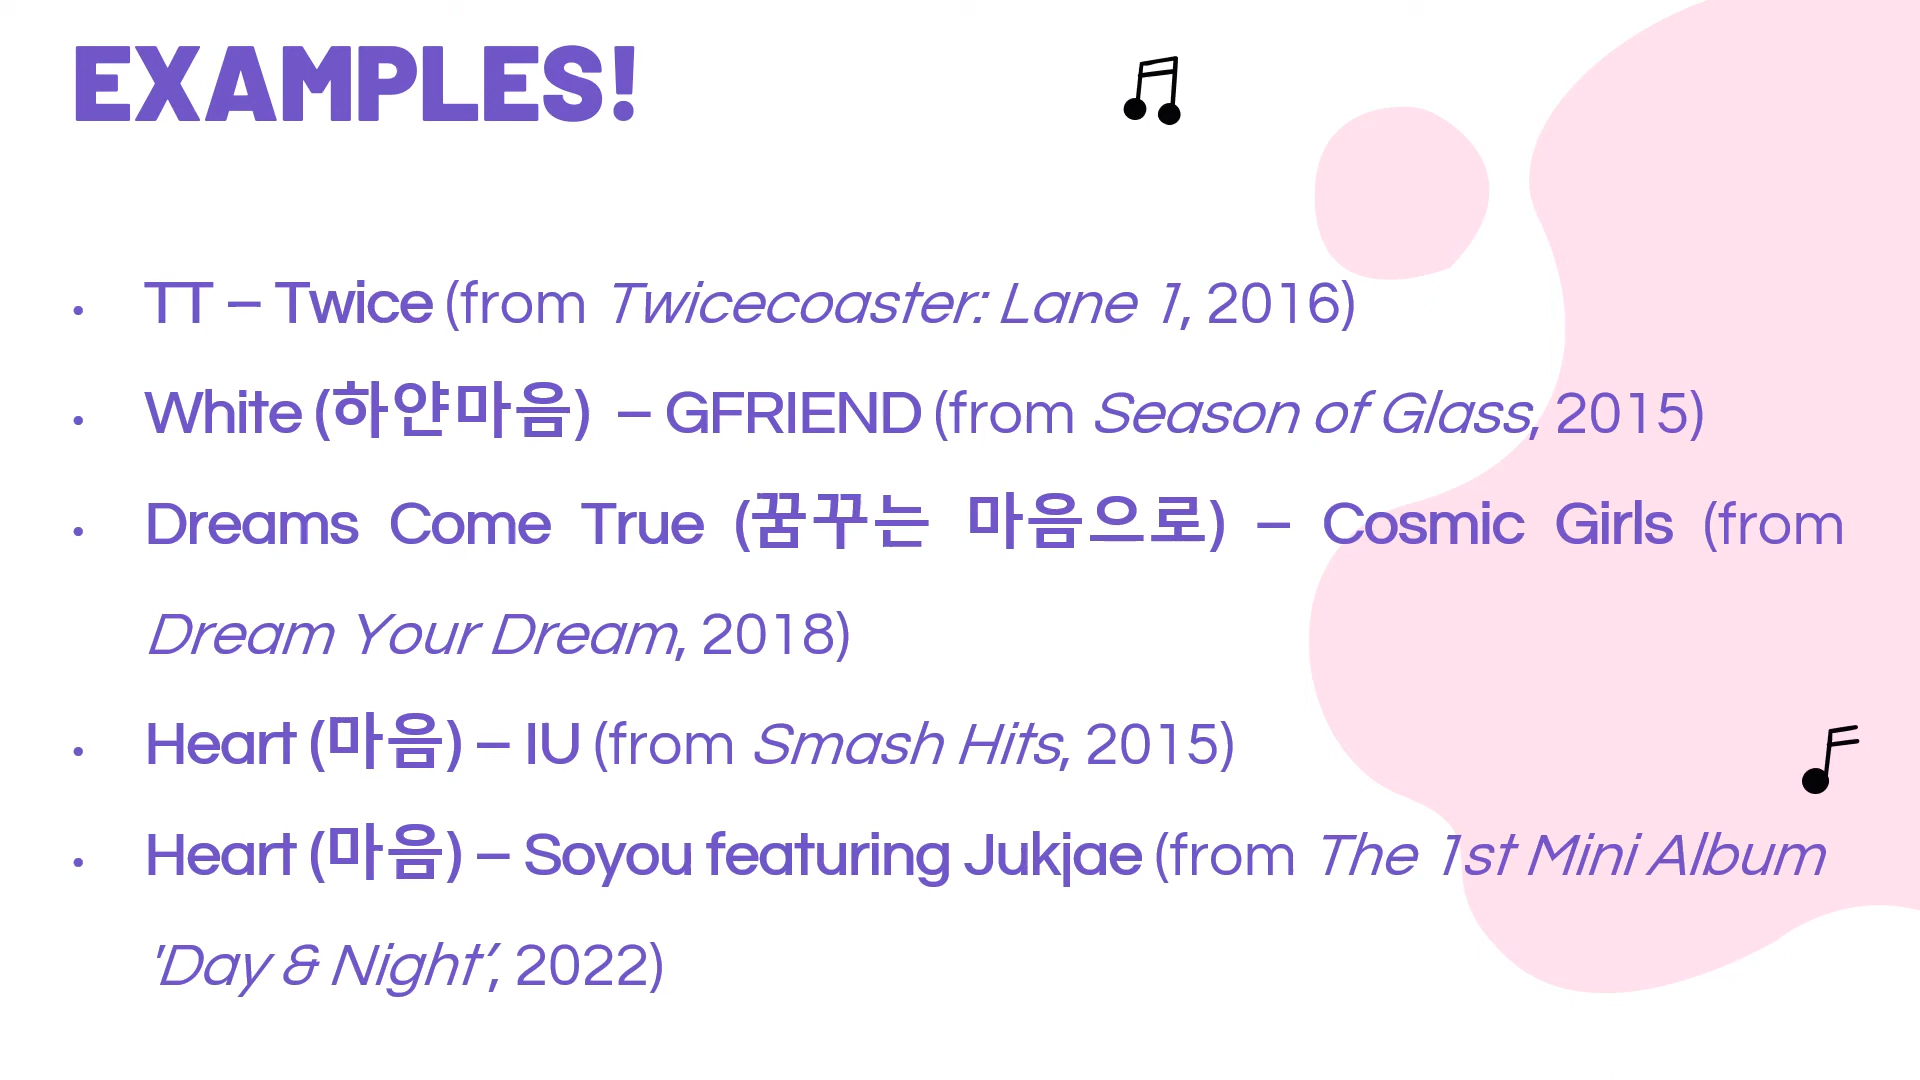 EXAMPLES!
• TT – Twice (from Twicecoaster: Lane 1, 2016)
• White (하얀마음) – GFRIEND (from Season of Glass, 2015)
• Dreams Come True (꿈꾸는 마음으로) – Cosmic Girls (from
Dream Your Dream, 2018)
• Heart (마음) – IU (from Smash Hits, 2015)
• Heart (마음) – Soyou featuring Jukjae (from The 1st Mini Album
'Day & Night’, 2022)